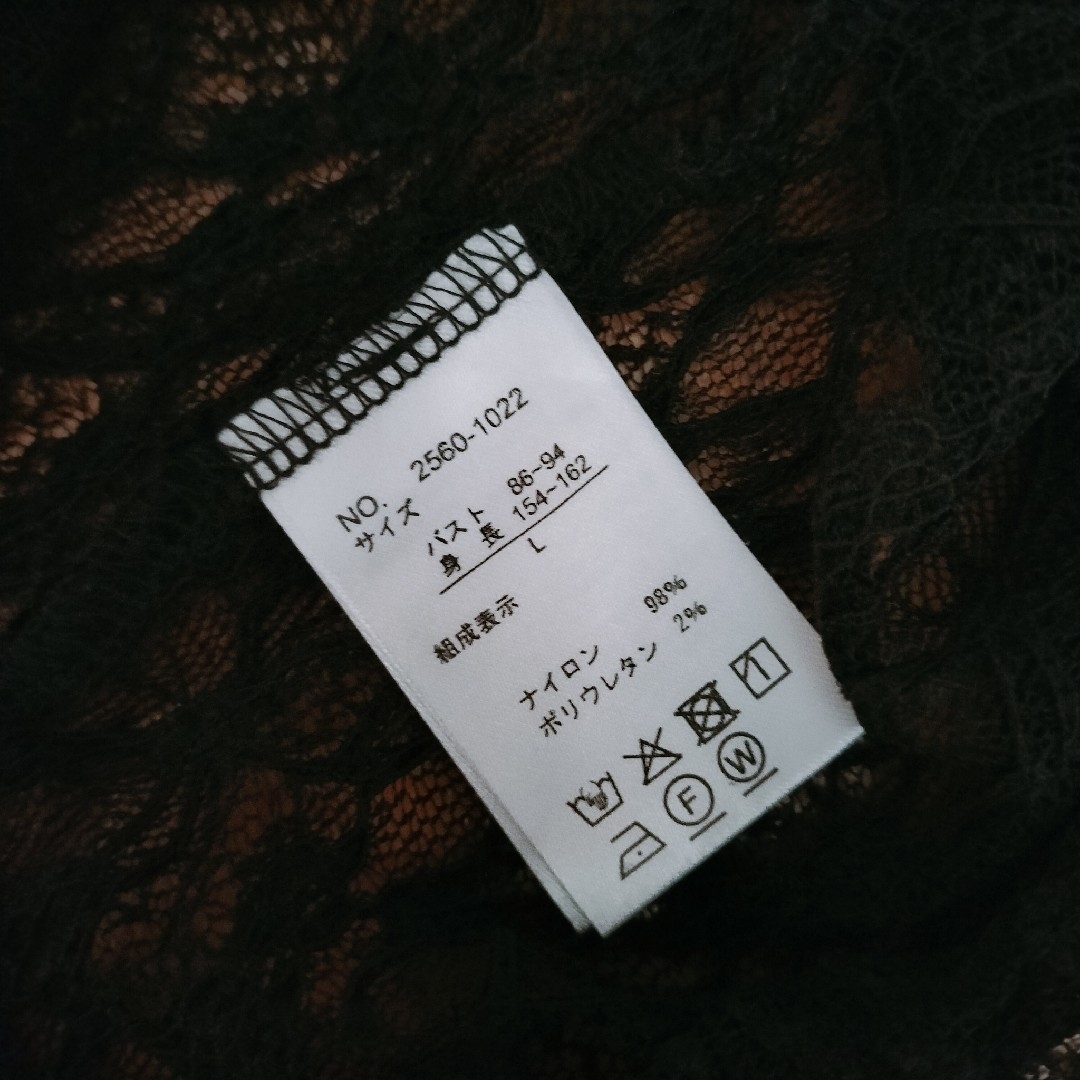 NO. 2560-1022
サイズ
バスト 86~94
身 長 154~162
L
組成表示
ナイロン 98%
ポリウレタン 2%
F W